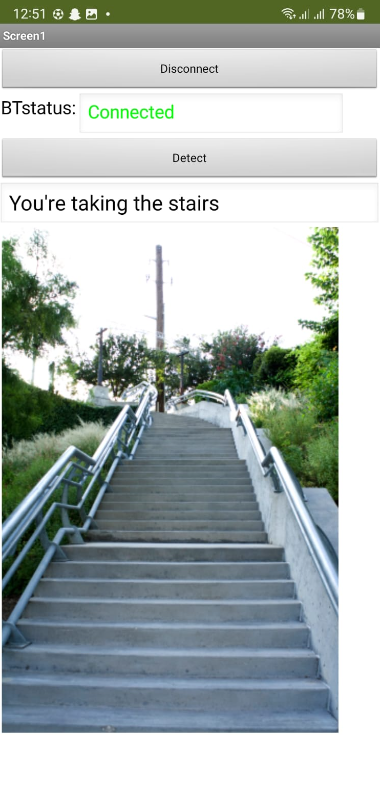 12:51 78%
Screen1
Disconnect
BTstatus: Connected
Detect
You're taking the stairs